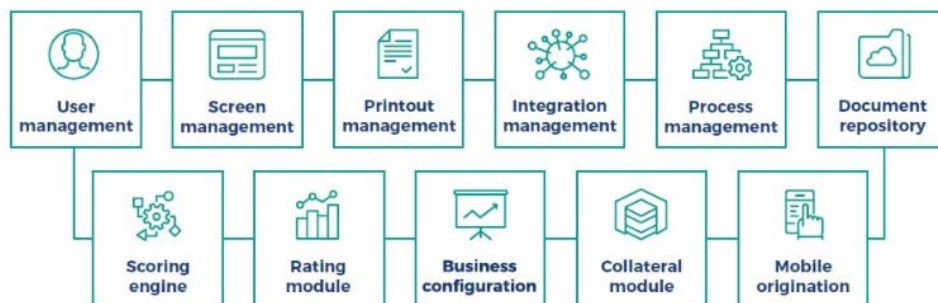 User
management
Screen
management
Printout
management
Integration
management
Process
management
Document
repository
Scoring
engine
Rating
module
Business
configuration
Collateral
module
Mobile
origination